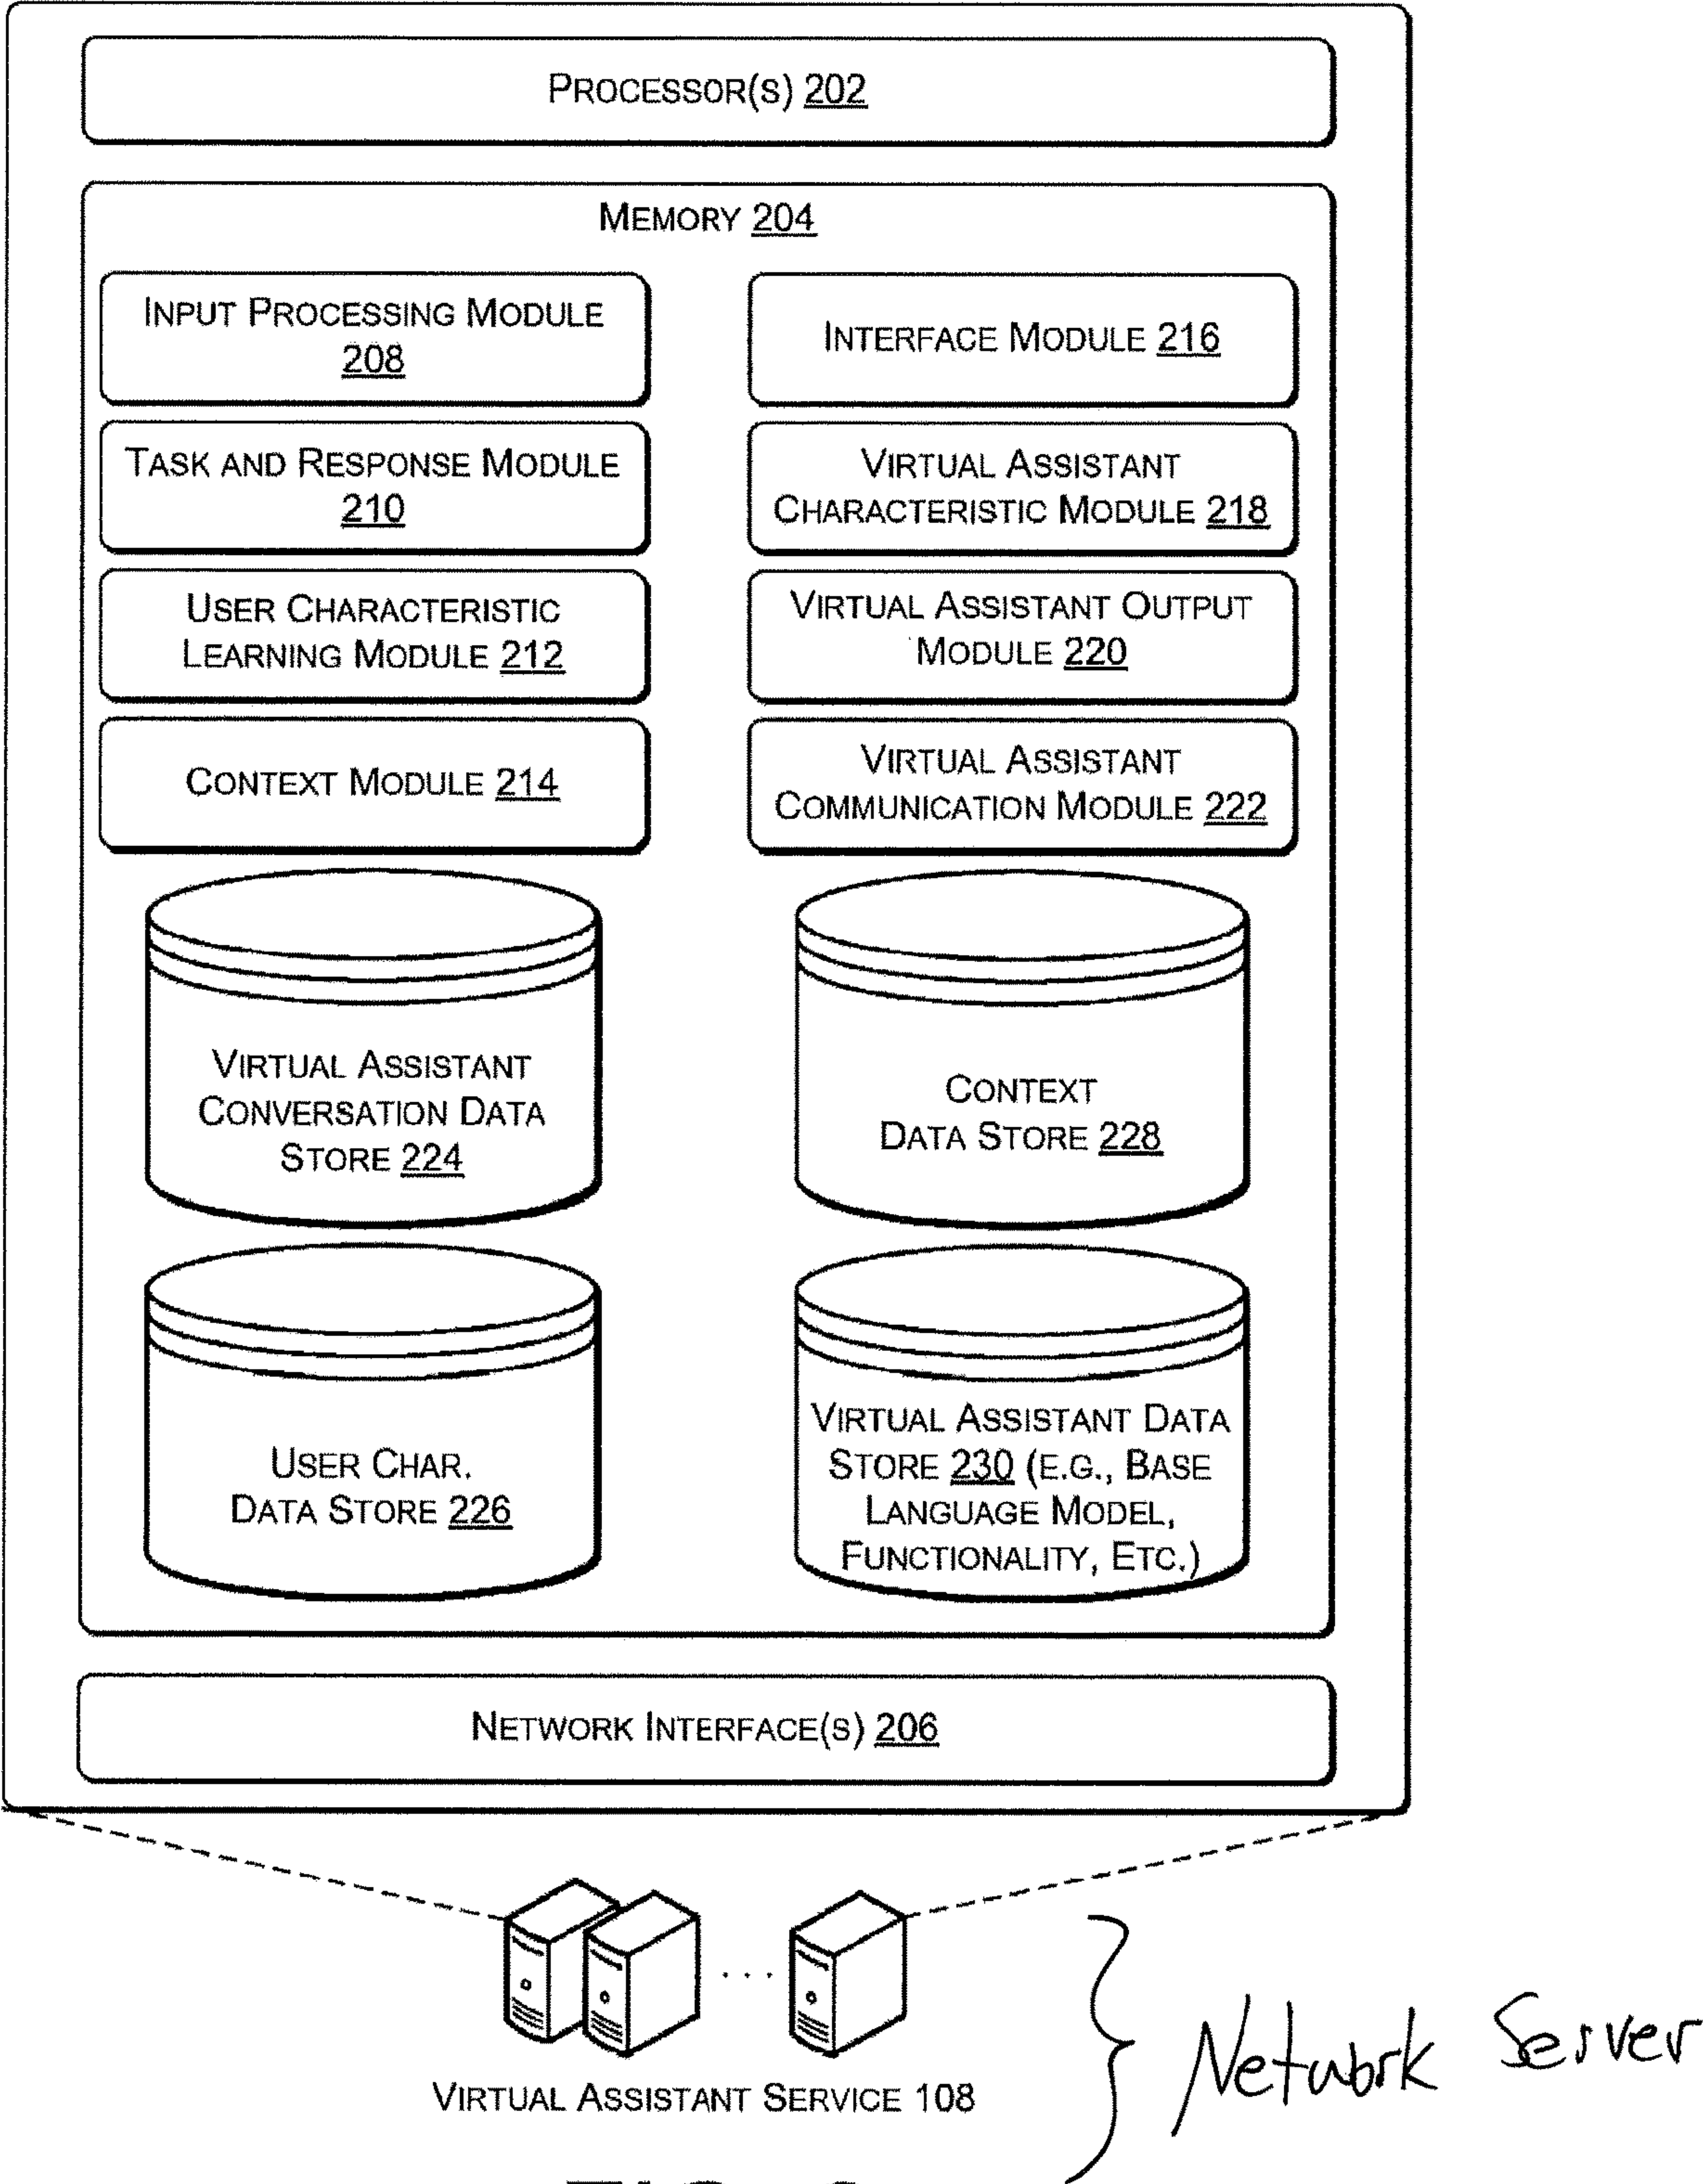 PROCESSOR(S) 202
MEMORY 204
INPUT PROCESSING MODULE
208
TASK AND RESPONSE MODULE
210
USER CHARACTERISTIC
LEARNING MODULE 212
CONTEXT MODULE 214
INTERFACE MODULE 216
VIRTUAL ASSISTANT
CHARACTERISTIC MODULE 218
VIRTUAL ASSISTANT OUTPUT
MODULE 220
VIRTUAL ASSISTANT
COMMUNICATION MODULE 222
VIRTUAL ASSISTANT
CONVERSATION DATA
STORE 224
CONTEXT
DATA STORE 228
USER CHAR.
DATA STORE 226
VIRTUAL ASSISTANT DATA
STORE 230 (E.G., BASE
LANGUAGE MODEL,
FUNCTIONALITY, ETC.)
NETWORK INTERFACE(S) 206
...
VIRTUAL ASSISTANT SERVICE 108
Network Server